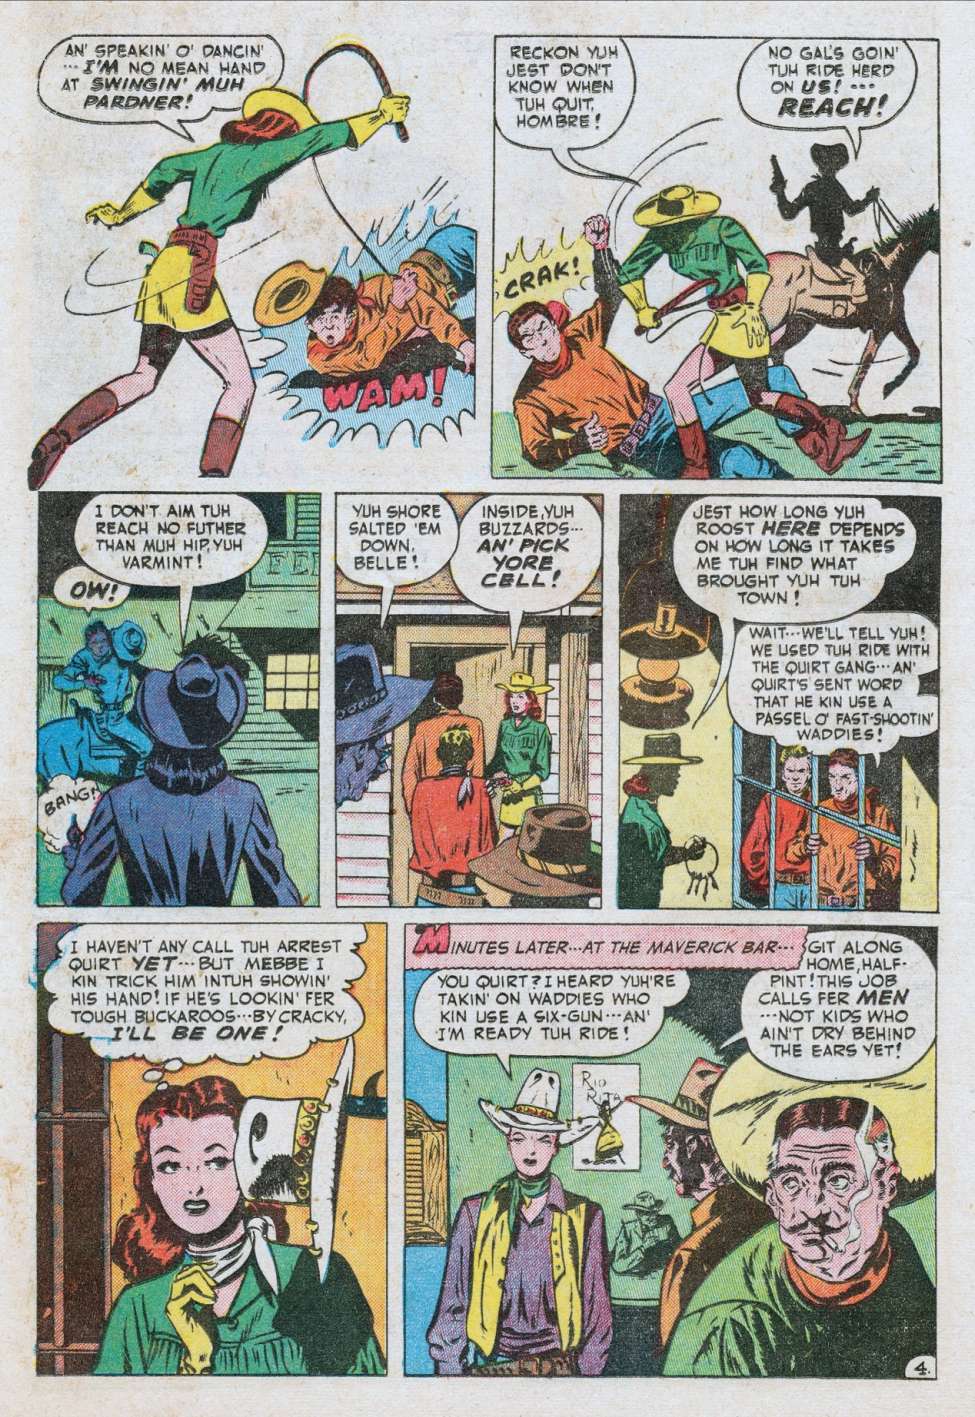 AN' SPEAKIN' O' DANCIN'
--- I'M NO MEAN HAND
AT SWINGIN' MUH
PARDNER!
WAM!
RECKON YUH
JEST DON'T
KNOW WHEN
TUH QUIT,
HOMBRE!
NO GAL'S GOIN'
TUH RIDE HERD
ON US! ---
REACH!
CRAK!
I DON'T AIM TUH
REACH NO FUTHER
THAN MUH HIP, YUH
VARMINT!
OW!
BANG!
YUH SHORE
SALTED 'EM
DOWN,
BELLE!
INSIDE, YUH
BUZZARDS---
AN' PICK
YORE
CELL!
JEST HOW LONG YUH
ROOST HERE DEPENDS
ON HOW LONG IT TAKES
ME TUH FIND WHAT
BROUGHT YUH TUH
TOWN!
WAIT--- WE'LL TELL YUH!
WE USED TUH RIDE WITH
THE QUIRT GANG--- AN'
QUIRT'S SENT WORD
THAT HE KIN USE A
PASSEL O' FAST-SHOOTIN'
WADDIES!
I HAVEN'T ANY CALL TUH ARREST
QUIRT YET--- BUT MEBBE I
KIN TRICK HIM INTUH SHOWIN'
HIS HAND! IF HE'S LOOKIN' FER
TOUGH BUCKAROOS--- BY CRACKY,
I'LL BE ONE!
MINUTES LATER--- AT THE MAVERICK BAR---
YOU QUIRT? I HEARD YUH'RE
TAKIN' ON WADDIES WHO
KIN USE A SIX-GUN--- AN'
I'M READY TUH RIDE!
GIT ALONG
HOME, HALF-
PINT! THIS JOB
CALLS FER MEN
--- NOT KIDS WHO
AIN'T DRY BEHIND
THE EARS YET!
RIO
RITA
4.